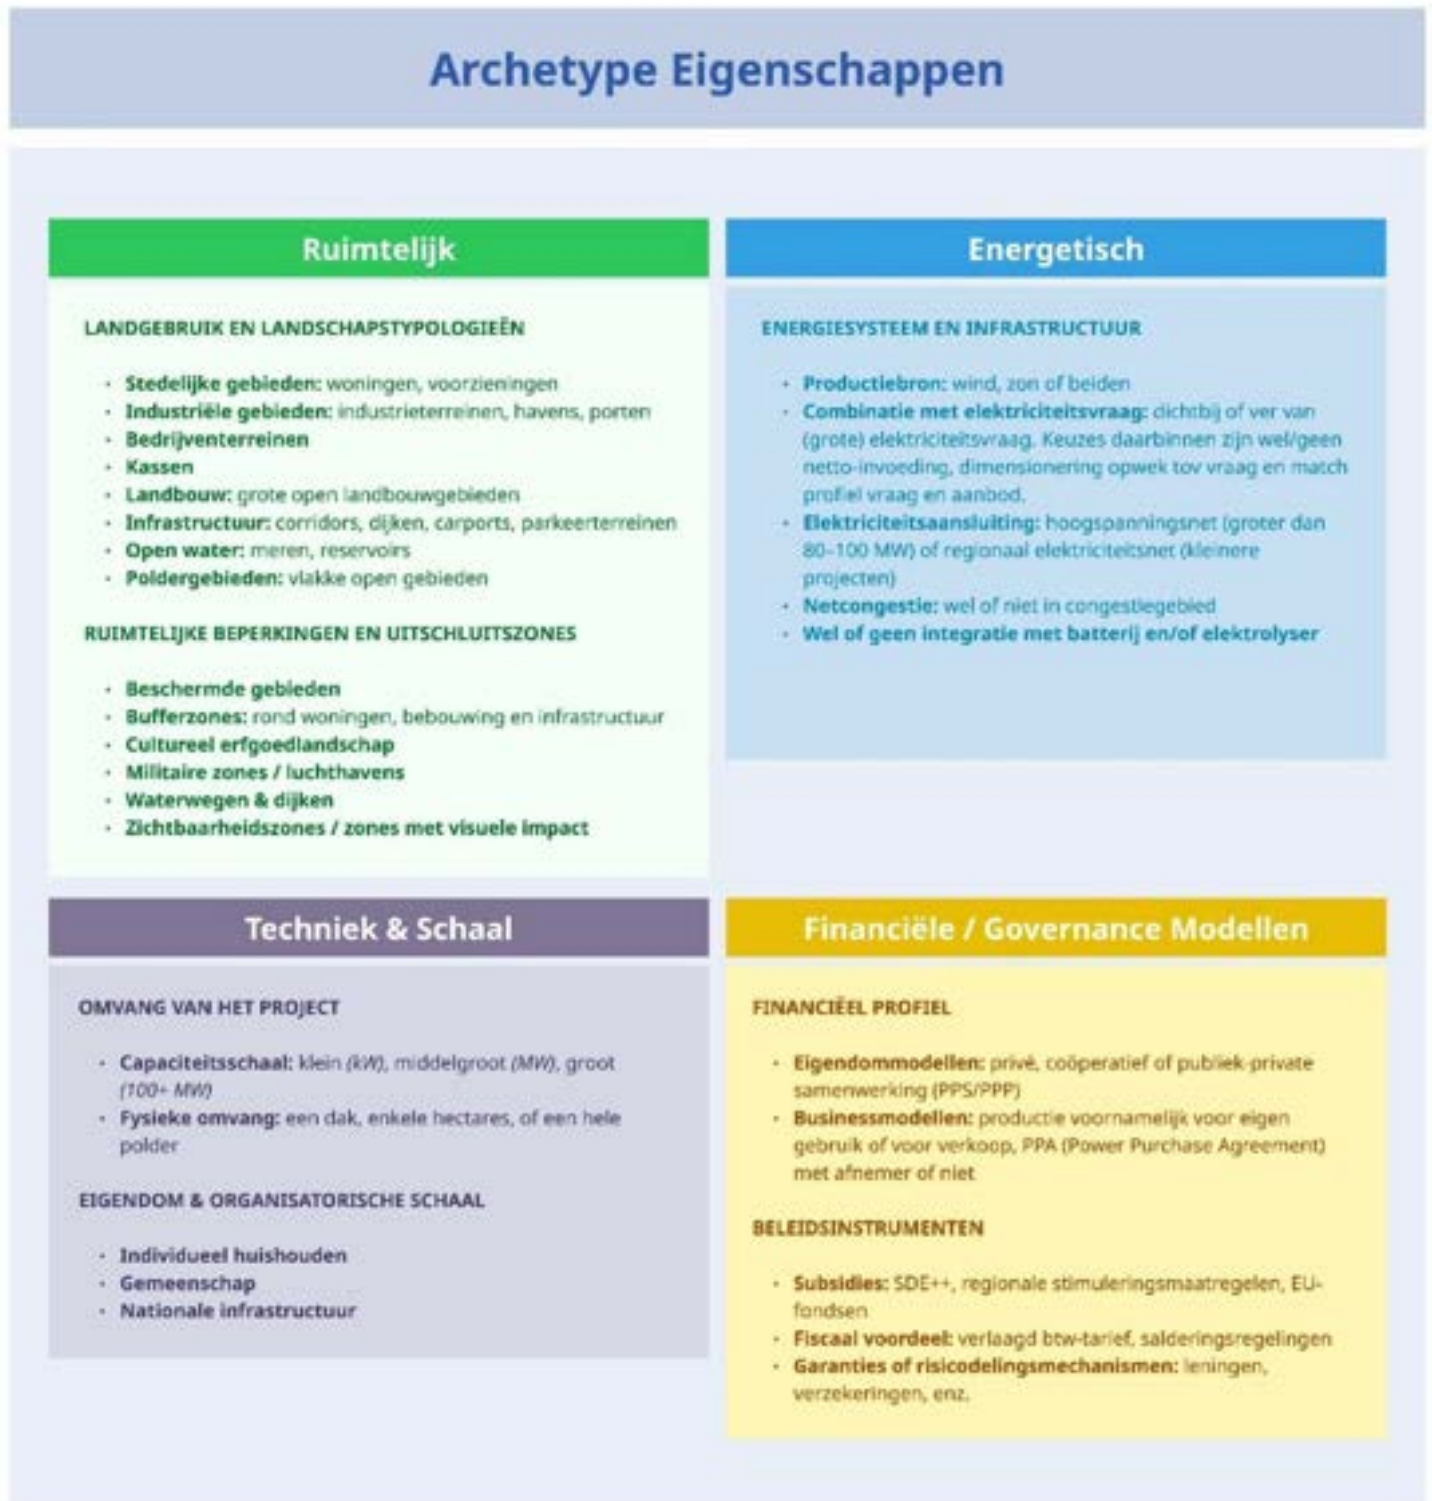 Archetype Eigenschappen
Ruimtelijk
LANDGEBRUIK EN LANDSCHAPSTYPOLOGIEËN
• Stedelijke gebieden: woningen, voorzieningen
• Industriële gebieden: industrieterreinen, havens, porten
• Bedrijventerreinen
• Kassen
• Landbouw: grote open landbouwgebieden
• Infrastructuur: corridors, dijken, carports, parkeerterreinen
• Open water: meren, reservoirs
• Poldergebieden: vlakke open gebieden
RUIMTELIJKE BEPERKINGEN EN UITSCHLUITSZONES
• Beschermde gebieden
• Bufferzones: rond woningen, bebouwing en infrastructuur
• Cultureel erfgoedlandschap
• Militaire zones / luchthavens
• Waterwegen & dijken
• Zichtbaarheidszones / zones met visuele impact
Energetisch
ENERGIESYSTEEM EN INFRASTRUCTUUR
• Productiebron: wind, zon of beiden
• Combinatie met elektriciteitsvraag: dichtbij of ver van
(grote) elektriciteitsvraag. Keuzes daarbinnen zijn wel/geen
netto-invoeding, dimensionering opwek tov vraag en match
profiel vraag en aanbod.
• Elektriciteitsaansluiting: hoogspanningsnet (groter dan
80–100 MW) of regionaal elektriciteitsnet (kleinere
projecten)
• Netcongestie: wel of niet in congestiegebied
• Wel of geen integratie met batterij en/of elektrolyser
Techniek & Schaal
OMVANG VAN HET PROJECT
• Capaciteitsschaal: klein (kW), middelgroot (MW), groot
(100+ MW)
• Fysieke omvang: een dak, enkele hectares, of een hele
polder
EIGENDOM & ORGANISATORISCHE SCHAAL
• Individueel huishouden
• Gemeenschap
• Nationale infrastructuur
Financiële / Governance Modellen
FINANCIËEL PROFIEL
• Eigendommodellen: privé, coöperatief of publiek-private
samenwerking (PPS/PPP)
• Businessmodellen: productie voornamelijk voor eigen
gebruik of voor verkoop, PPA (Power Purchase Agreement)
met afnemer of niet
BELEIDSINSTRUMENTEN
• Subsidies: SDE++, regionale stimuleringsmaatregelen, EU-
fondsen
• Fiscaal voordeel: verlaagd btw-tarief, salderingsregelingen
• Garanties of risicodelingsmechanismen: leningen,
verzekeringen, enz.